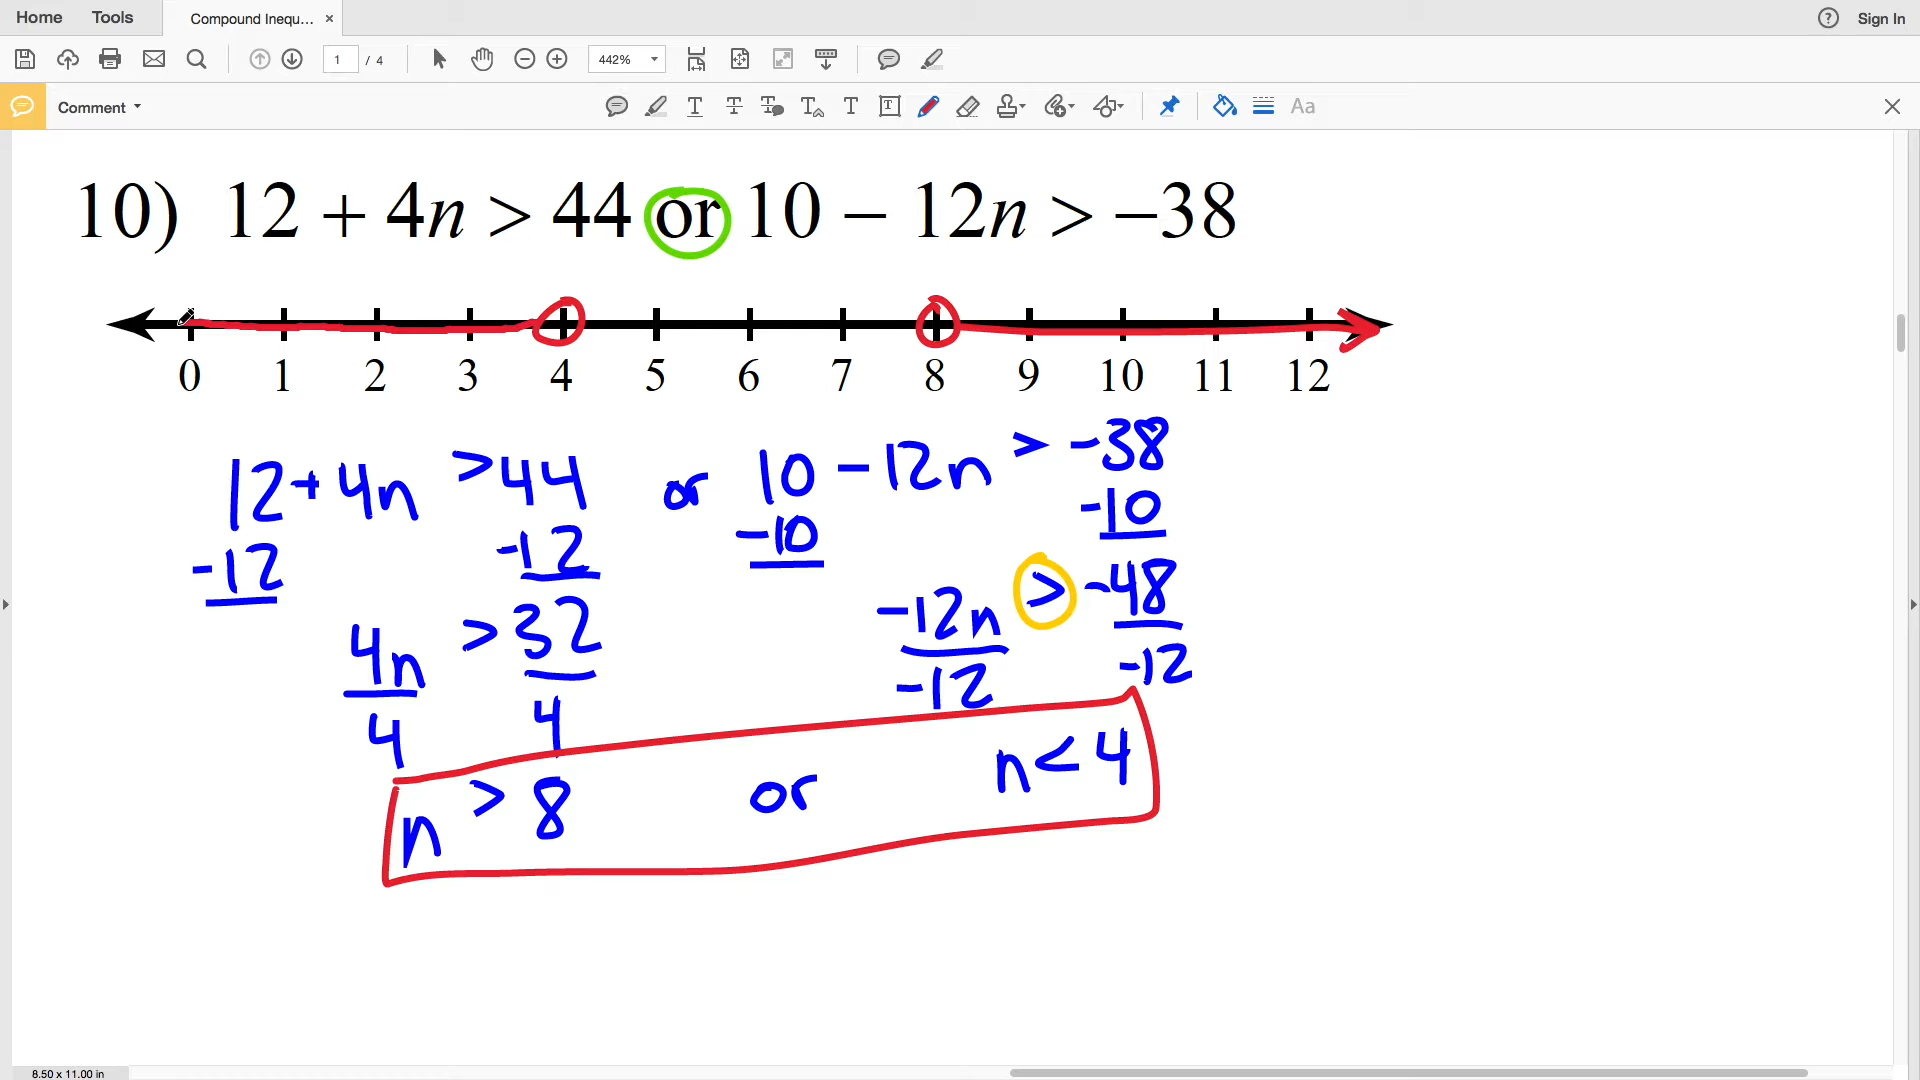 Home Tools Compound Inequ... × Sign In
1 / 4 442%
Comment Aa
10) 12 + 4n > 44 or 10 − 12n > −38
0 1 2 3 4 5 6 7 8 9 10 11 12
12 + 4n > 44 or 10 − 12n > −38
−12 −12 −10 −10
4n > 32 −12n > −48
4 4 −12 −12
n > 8 or n < 4
8.50 x 11.00 in